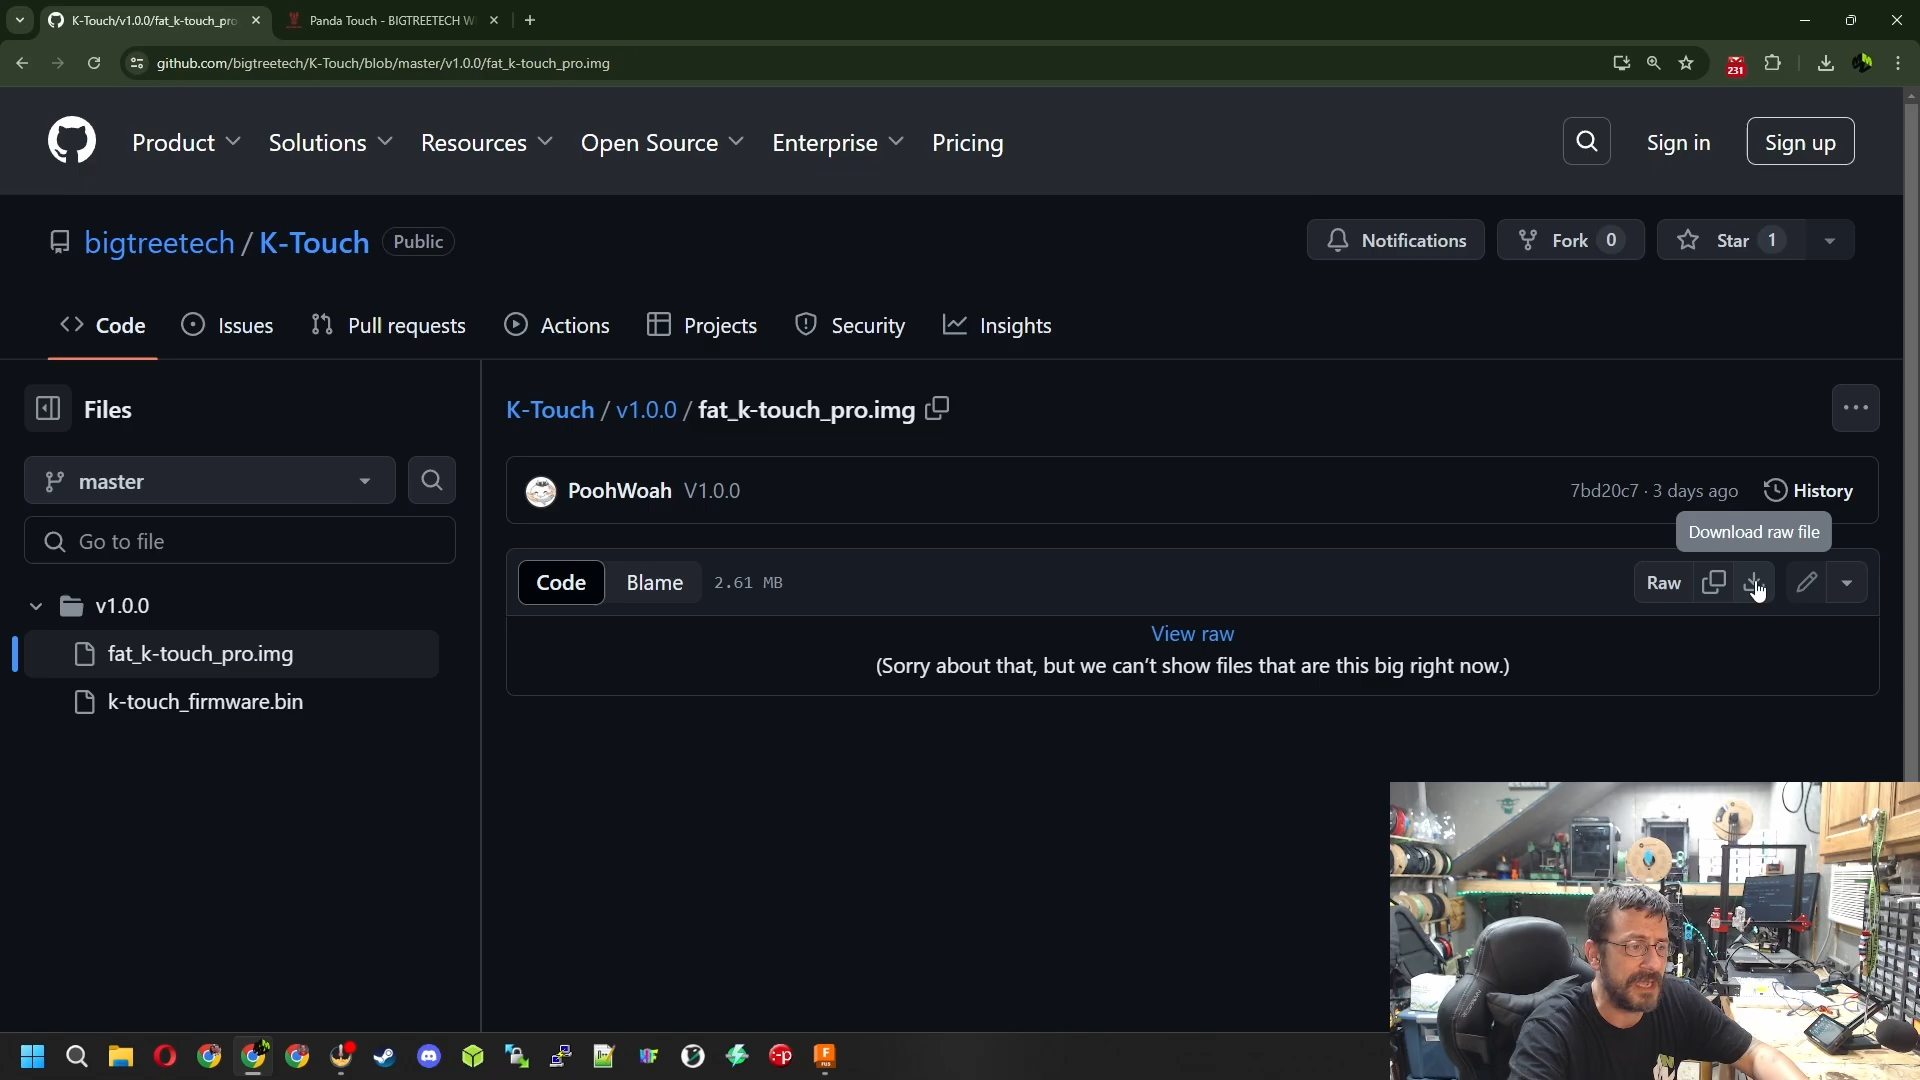 K-Touch/v1.0.0/fat_k-touch_pro
Panda Touch - BIGTREETECH W
github.com/bigtreetech/K-Touch/blob/master/v1.0.0/fat_k-touch_pro.img
231
Product
Solutions
Resources
Open Source
Enterprise
Pricing
Sign in
Sign up
bigtreetech / K-Touch
Public
Notifications
Fork 0
Star 1
Code
Issues
Pull requests
Actions
Projects
Security
Insights
Files
K-Touch / v1.0.0 / fat_k-touch_pro.img
master
PoohWoah V1.0.0
7bd20c7 · 3 days ago
History
Download raw file
Go to file
Code
Blame
2.61 MB
Raw
v1.0.0
View raw
fat_k-touch_pro.img
(Sorry about that, but we can't show files that are this big right now.)
k-touch_firmware.bin